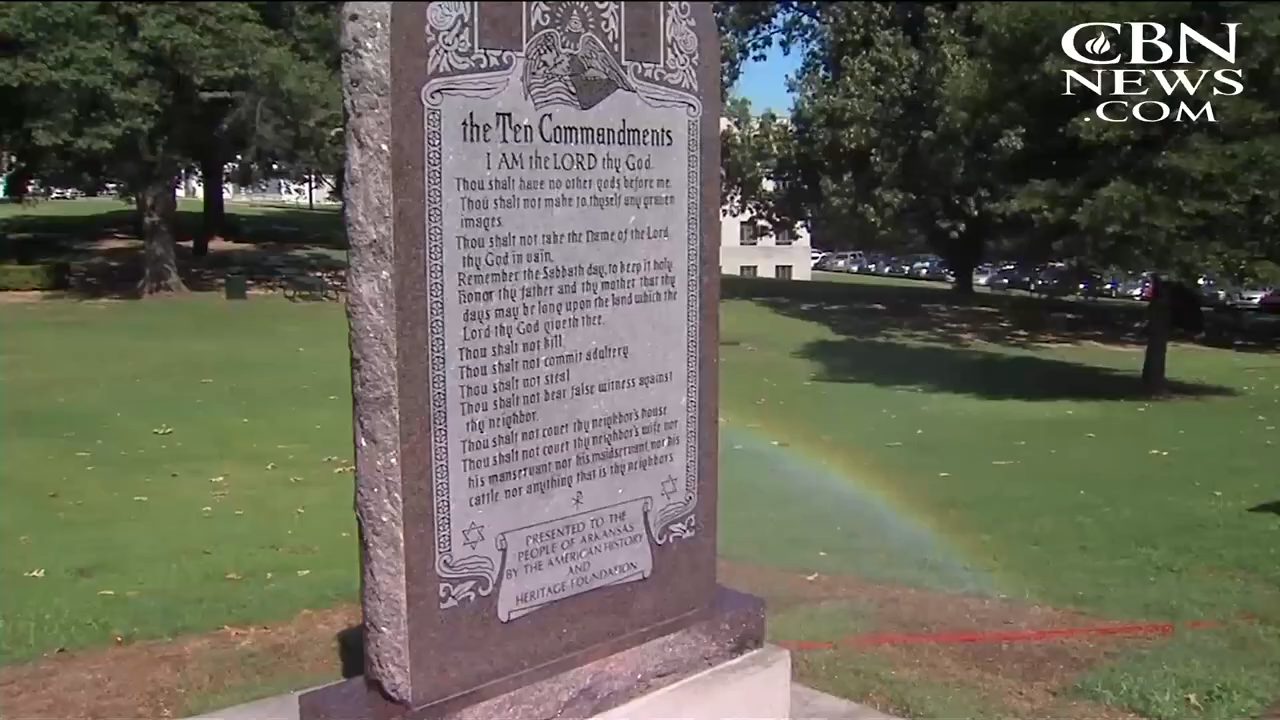 CBN
NEWS
.COM
the Ten Commandments
I AM the LORD thy God.
Thou shalt have no other gods before me.
Thou shalt not make to thyself any graven
images.
Thou shalt not take the Name of the Lord
thy God in vain.
Remember the Sabbath day, to keep it holy.
Honor thy father and thy mother that thy
days may be long upon the land which the
Lord thy God giveth thee.
Thou shalt not kill.
Thou shalt not commit adultery.
Thou shalt not steal.
Thou shalt not bear false witness against
thy neighbor.
Thou shalt not covet thy neighbor's house.
Thou shalt not covet thy neighbor's wife nor
his manservant nor his maidservant nor his
cattle nor anything that is thy neighbors.
PRESENTED TO THE
PEOPLE OF ARKANSAS
BY THE AMERICAN HISTORY
AND
HERITAGE FOUNDATION